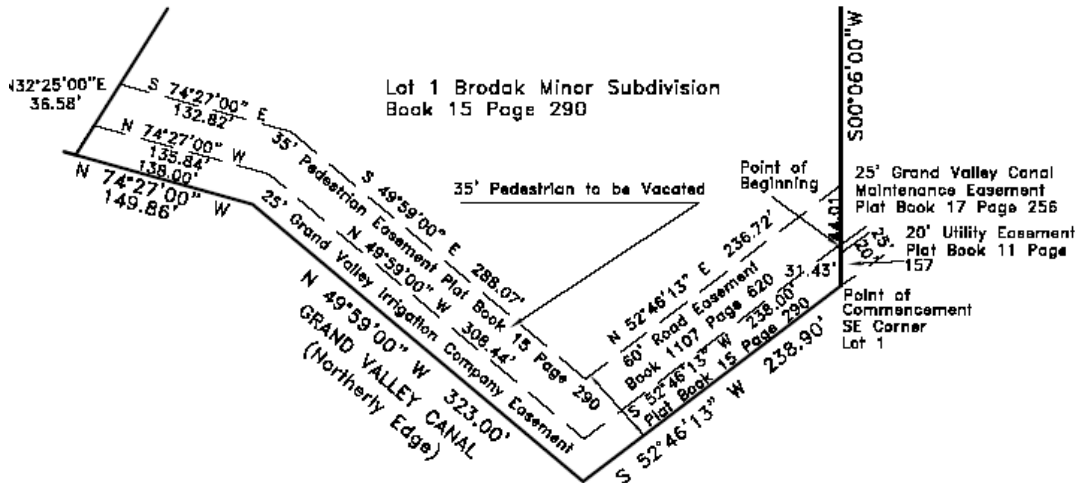 N32°25'00"E
36.58'
S 74°27'00" E
132.82'
N 74°27'00" W
135.84'
138.00'
N 74°27'00" W
149.86'
Lot 1 Brodak Minor Subdivision
Book 15 Page 290
35' Pedestrian Easement Plat Book 15 Page 290
S 49°59'00" E 288.07'
25' Grand Valley Irrigation Company Easement
N 49°59'00" W 308.44'
N 49°59'00" W 323.00'
GRAND VALLEY CANAL
(Northerly Edge)
35' Pedestrian to be Vacated
Point of
Beginning
S00°06'00"W
44.01
25' Grand Valley Canal
Maintenance Easement
Plat Book 17 Page 256
25'
20'
20' Utility Easement
Plat Book 11 Page
157
N 52°46'13" E 236.72'
60' Road Easement
Book 1107 Page 620
31.43'
S 52°46'13" W 238.00'
Plat Book 15 Page 290
S 52°46'13" W 238.90'
Point of
Commencement
SE Corner
Lot 1